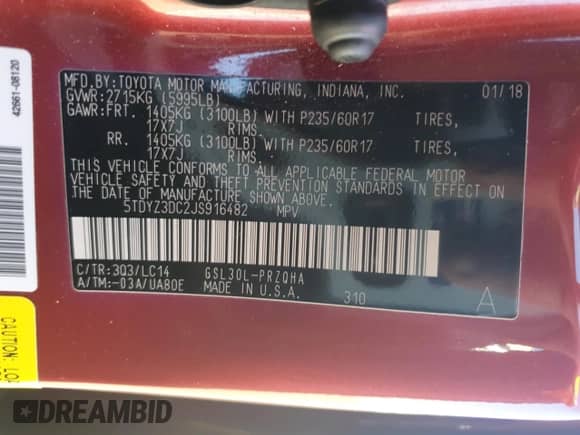 MFD. BY: TOYOTA MOTOR MANUFACTURING, INDIANA, INC. 01/18
GVWR: 2715KG (5995LB)
GAWR: FRT. 1405KG (3100LB) WITH P235/60R17 TIRES,
17X7J RIMS.
RR. 1405KG (3100LB) WITH P235/60R17 TIRES,
17X7J RIMS.
THIS VEHICLE CONFORMS TO ALL APPLICABLE FEDERAL MOTOR
VEHICLE SAFETY AND THEFT PREVENTION STANDARDS IN EFFECT ON
THE DATE OF MANUFACTURE SHOWN ABOVE.
5TDYZ3DC2JS916482 MPV
C/TR: 3Q3/LC14 GSL30L-PRZQHA
A/TM: -03A/UA80E MADE IN U.S.A. 310 A
42661-08120
CAUTION:
DREAMBID